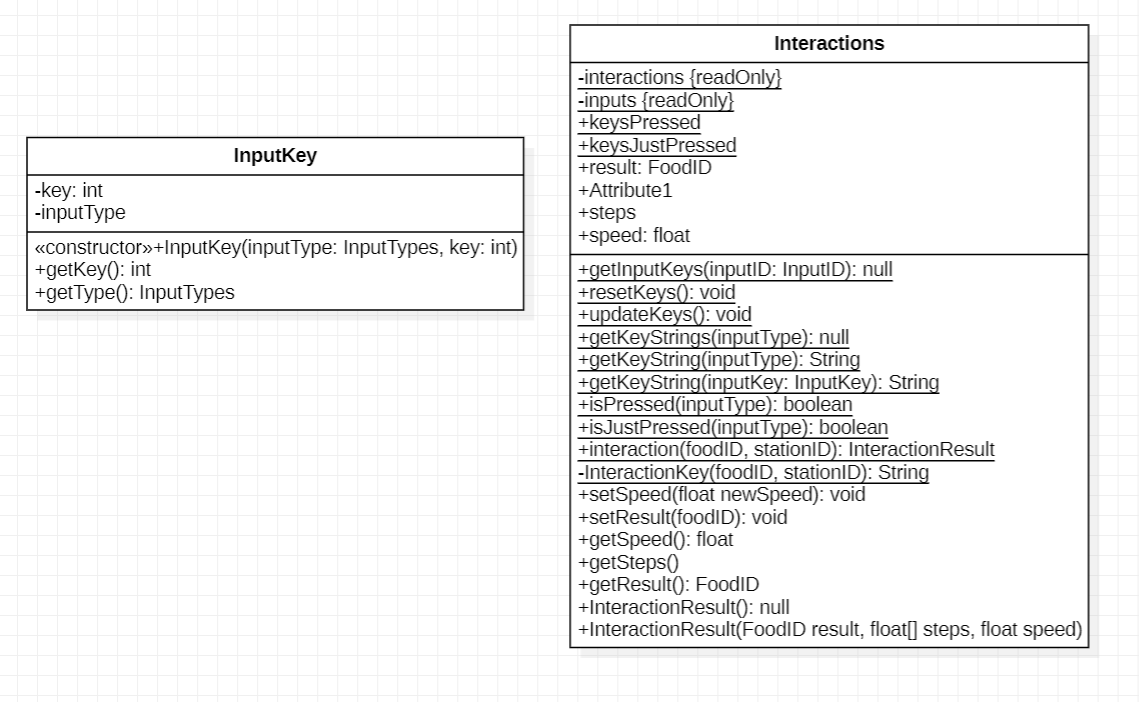 InputKey
-key: int
-inputType
«constructor»+InputKey(inputType: InputTypes, key: int)
+getKey(): int
+getType(): InputTypes
Interactions
-interactions {readOnly}
-inputs {readOnly}
+keysPressed
+keysJustPressed
+result: FoodID
+Attribute1
+steps
+speed: float
+getInputKeys(inputID: InputID): null
+resetKeys(): void
+updateKeys(): void
+getKeyStrings(inputType): null
+getKeyString(inputType): String
+getKeyString(inputKey: InputKey): String
+isPressed(inputType): boolean
+isJustPressed(inputType): boolean
+interaction(foodID, stationID): InteractionResult
-InteractionKey(foodID, stationID): String
+setSpeed(float newSpeed): void
+setResult(foodID): void
+getSpeed(): float
+getSteps()
+getResult(): FoodID
+InteractionResult(): null
+InteractionResult(FoodID result, float[] steps, float speed)